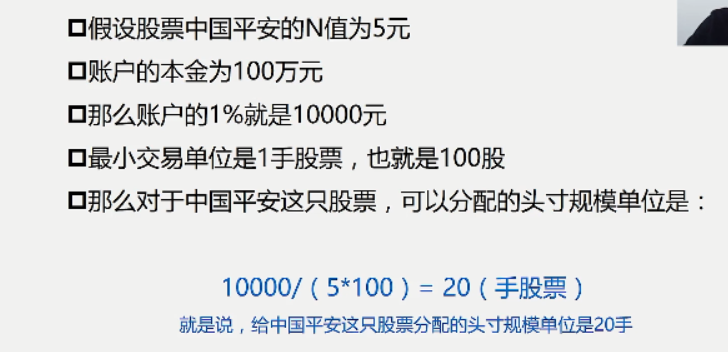 假设股票中国平安的N值为5元
账户的本金为100万元
那么账户的1%就是10000元
最小交易单位是1手股票，也就是100股
那么对于中国平安这只股票，可以分配的头寸规模单位是：
10000/（5*100）= 20（手股票）
就是说，给中国平安这只股票分配的头寸规模单位是20手